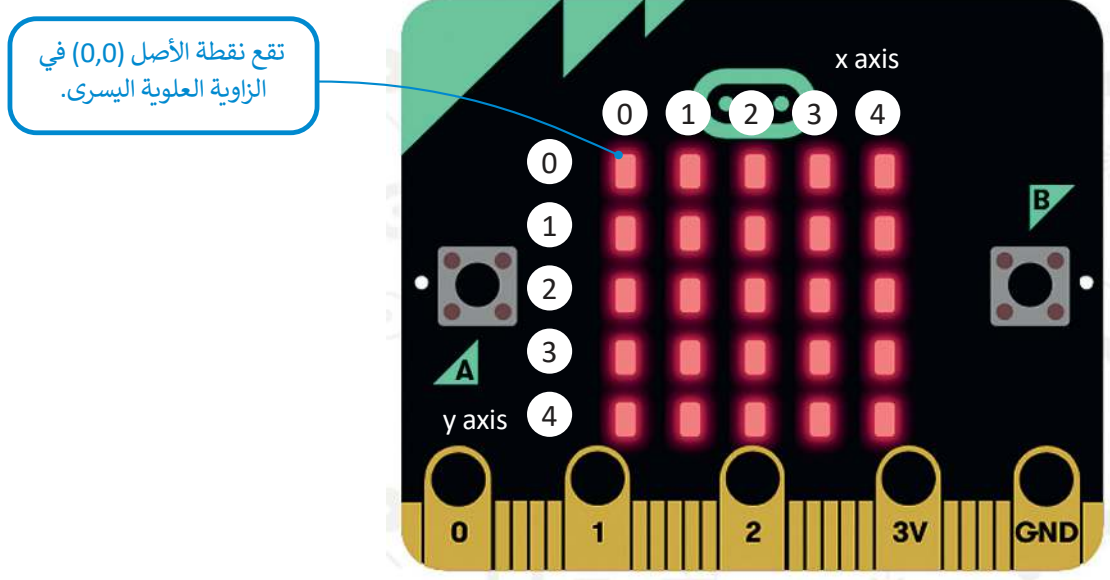 تقع نقطة الأصل (0,0) في
الزاوية العلوية اليسرى.
x axis
0 1 2 3 4
0
1
2
3
4
y axis
A
B
0 1 2 3V GND